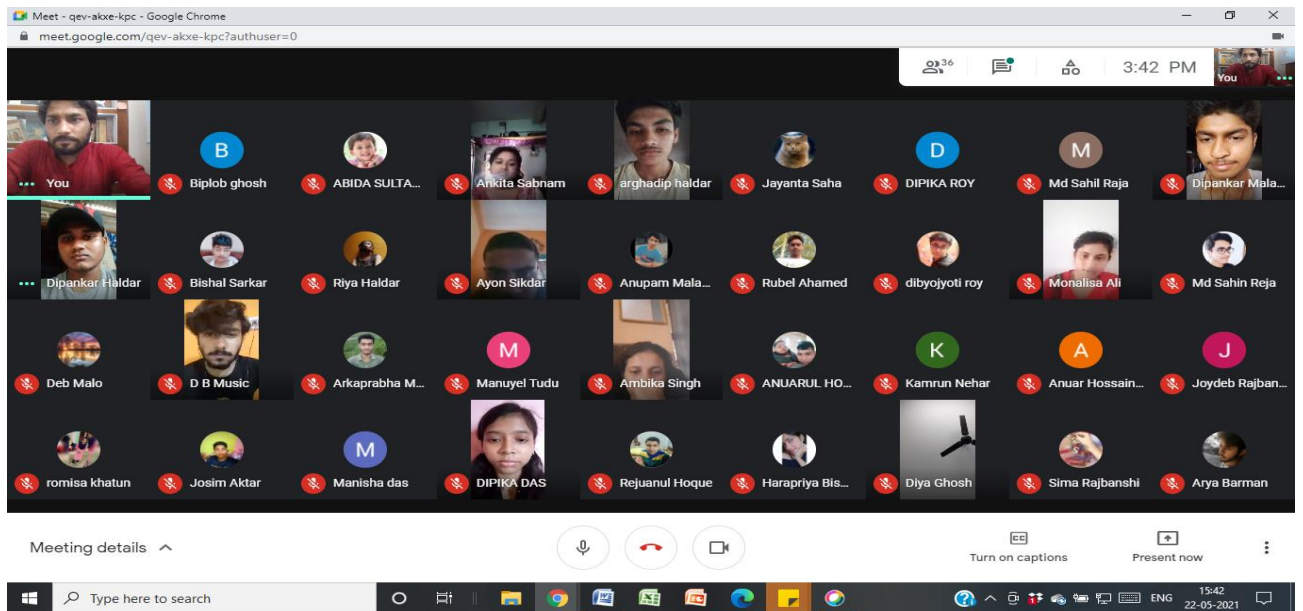 Meet - qev-akxe-kpc - Google Chrome
meet.google.com/qev-akxe-kpc?authuser=0
36 3:42 PM You
You B Biplob ghosh ABIDA SULTA... Ankita Sabnam arghadip haldar Jayanta Saha D DIPIKA ROY M Md Sahil Raja Dipankar Mala...
Dipankar Haldar Bishal Sarkar Riya Haldar Ayon Sikdar Anupam Mala... Rubel Ahamed dibyojyoti roy Monalisa Ali Md Sahin Reja
Deb Malo D B Music Arkaprabha M... M Manuyel Tudu Ambika Singh ANUARUL HO... K Kamrun Nehar A Anuar Hossain... J Joydeb Rajban...
romisa khatun Josim Aktar M Manisha das DIPIKA DAS Rejuanul Hoque Harapriya Bis... Diya Ghosh Sima Rajbanshi Arya Barman
Meeting details Turn on captions Present now
Type here to search ENG 15:42
22-05-2021